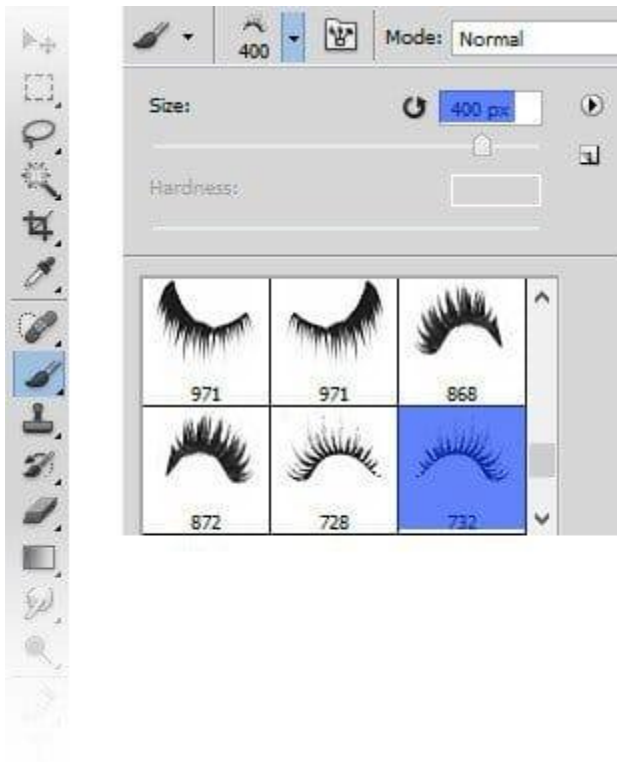 400 Mode: Normal
Size: 400 px
Hardness:
971 971 868
872 728 732